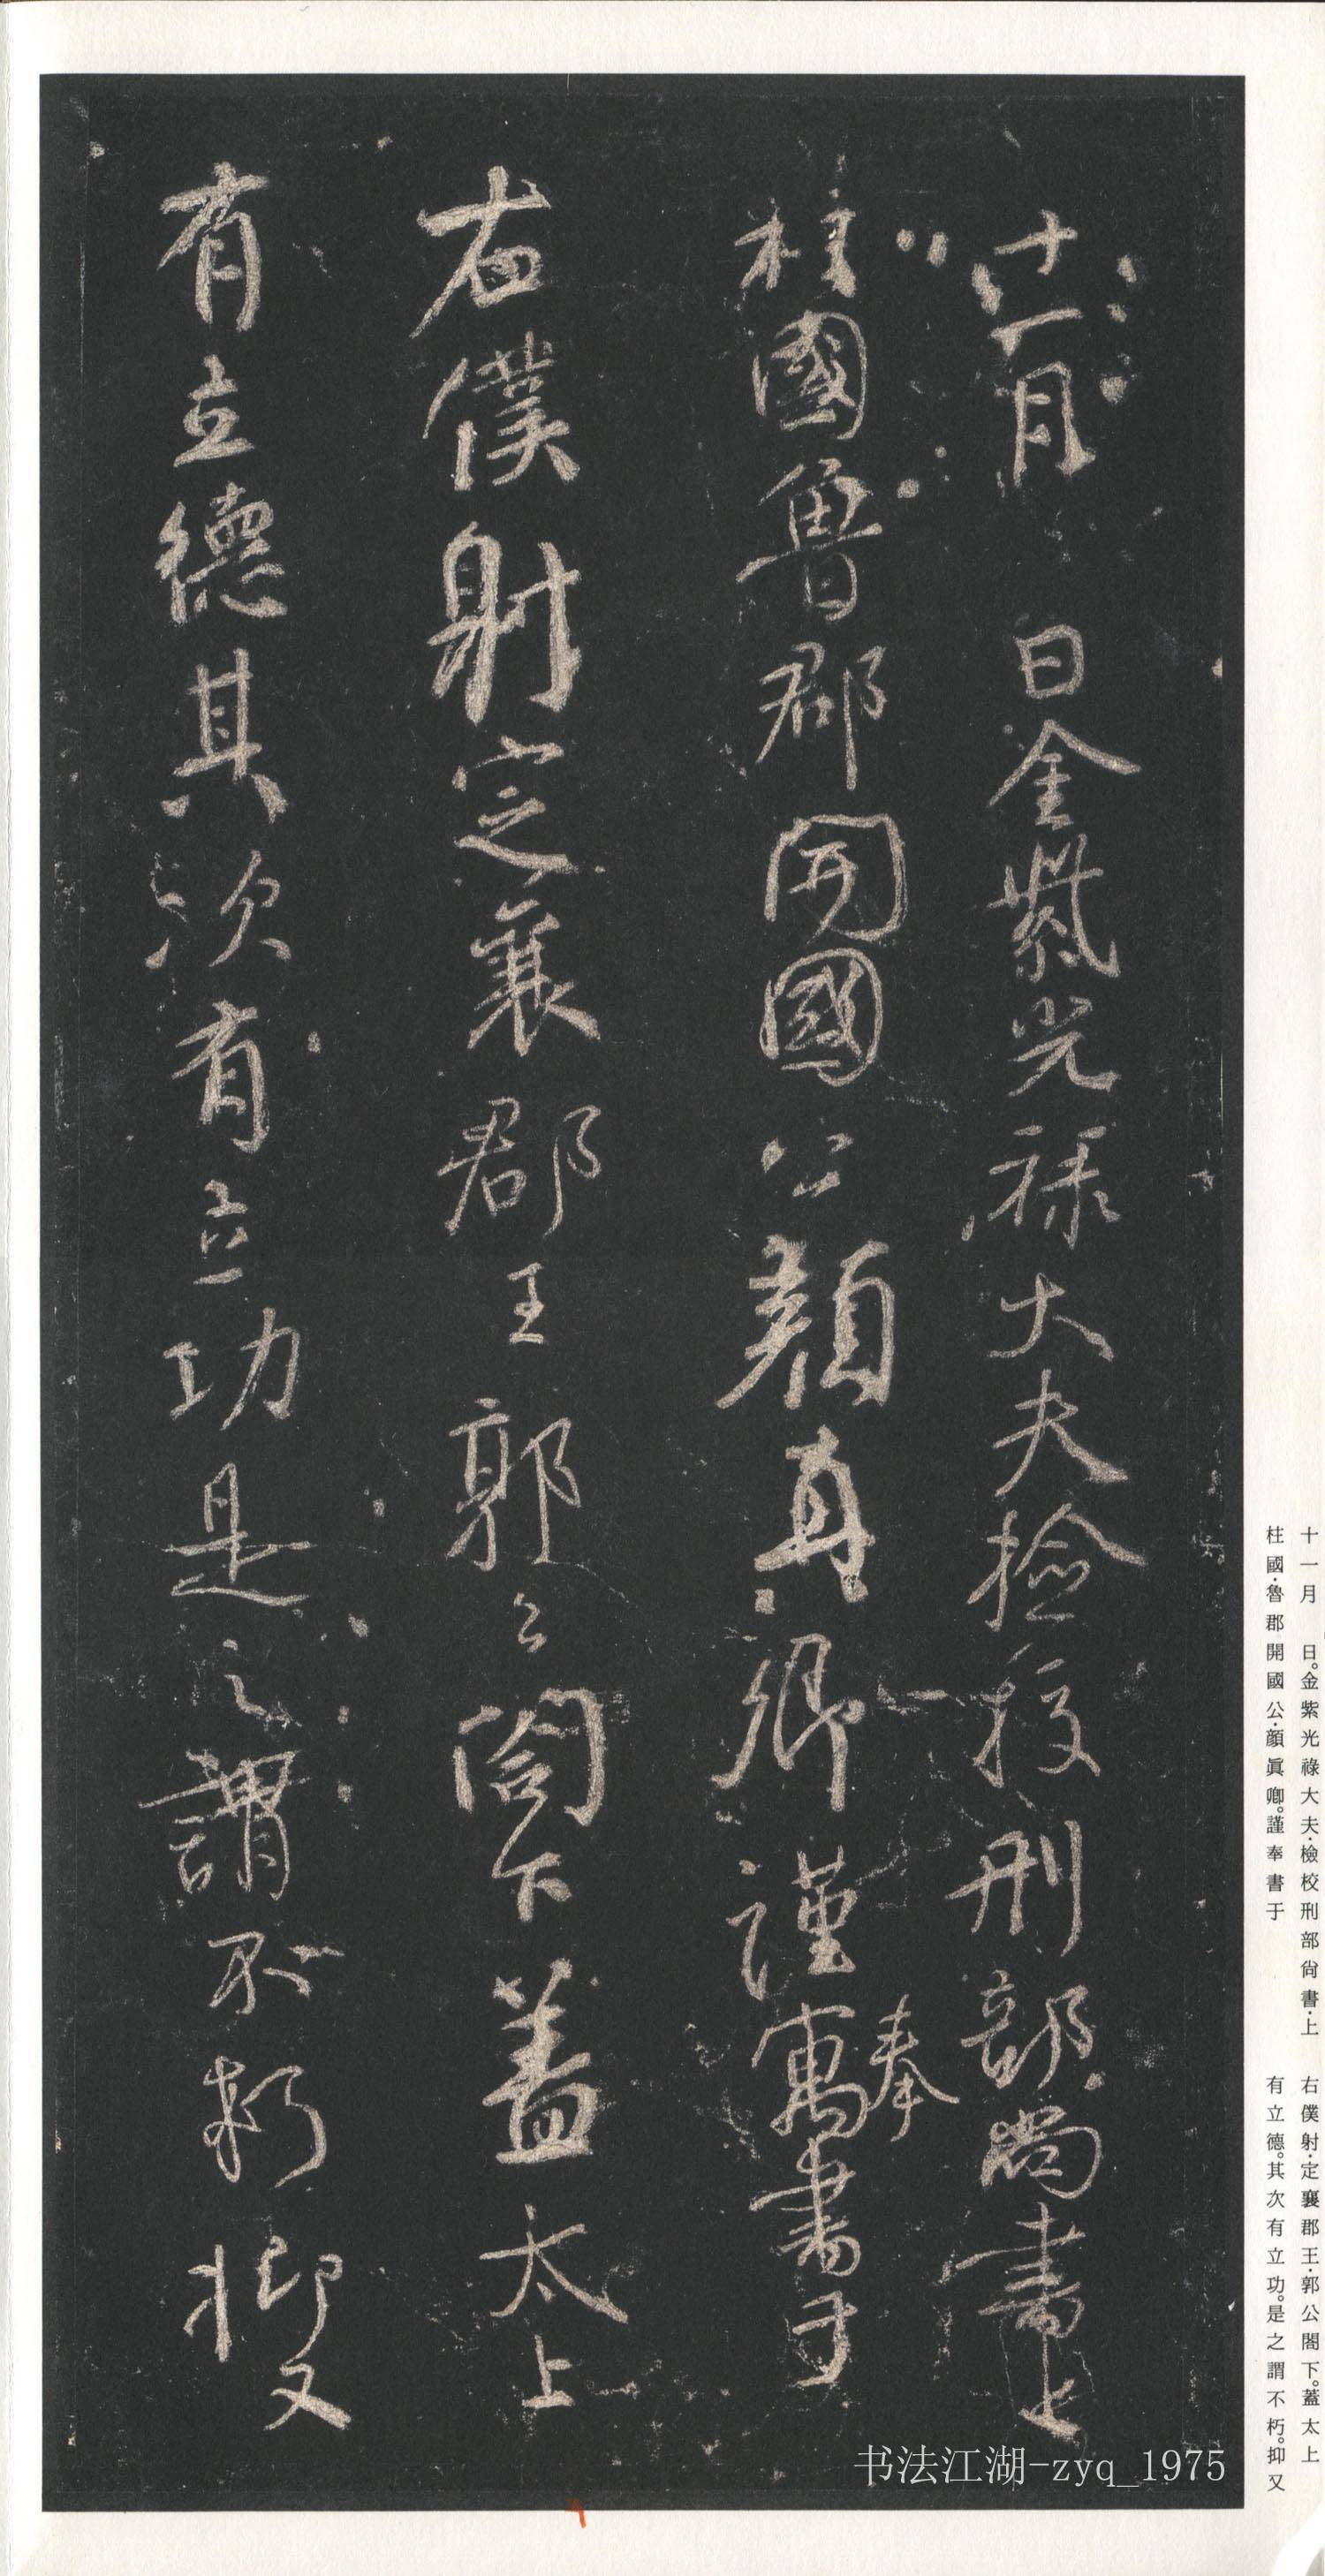 十一月　日金紫光祿大夫檢校刑部尚書上
柱國魯郡開國公顏真卿謹寓書于
奉
右僕射定襄郡王郭公閤下蓋太上
有立德其次有立功是之謂不朽抑又
十一月　日。金紫光祿大夫·檢校刑部尙書·上
柱國·魯郡開國公·顏眞卿。謹奉書于
右僕射·定襄郡王·郭公閤下。蓋太上
有立德。其次有立功。是之謂不朽。抑又
书法江湖-zyq_1975